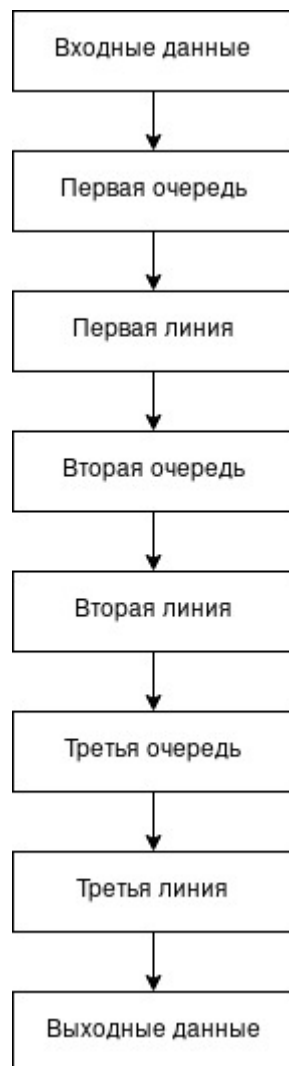 Входные данные
Первая очередь
Первая линия
Вторая очередь
Вторая линия
Третья очередь
Третья линия
Выходные данные